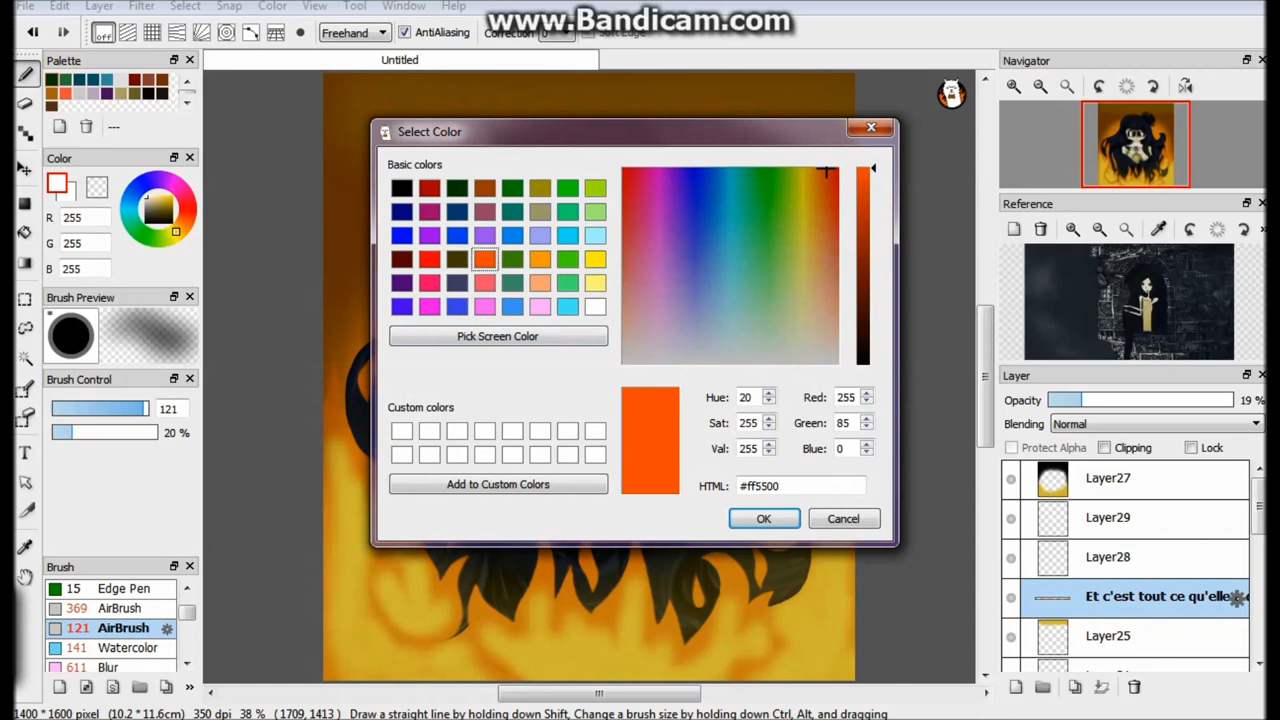 www.Bandicam.com
File Edit Layer Filter Select Snap Color View Tool Window Help
off Freehand AntiAliasing Correction 0 Soft Edge
Palette
Untitled
Navigator
---
Color
R 255
G 243
B 269
Brush Preview
Brush Control
121
20 %
Brush
15 Edge Pen
369 AirBrush
121 AirBrush
141 Watercolor
611 Blur
Select Color
Basic colors
Pick Screen Color
Custom colors
Add to Custom Colors
Hue: 20 Red: 255
Sat: 255 Green: 85
Val: 255 Blue: 0
HTML: #ff5500
OK Cancel
Reference
Layer
Opacity 19 %
Blending Normal
Protect Alpha Clipping Lock
Layer27
Layer29
Layer28
Et c'est tout ce qu'elle
Layer25
1400 * 1600 pixel (10.2 * 11.6cm) 350 dpi 38 % (1709, 1413) Draw a straight line by holding down Shift, Change a brush size by holding down Ctrl, Alt, and dragging